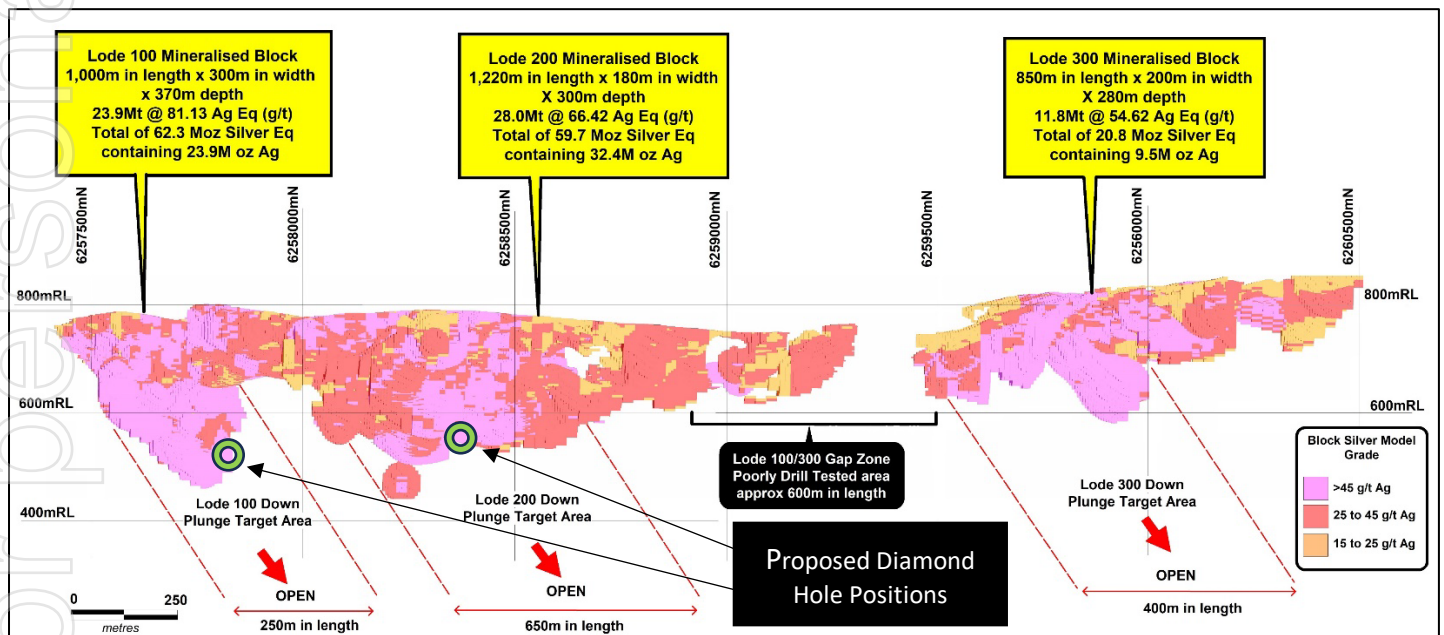 or persona
Lode 100 Mineralised Block
1,000m in length x 300m in width
x 370m depth
23.9Mt @ 81.13 Ag Eq (g/t)
Total of 62.3 Moz Silver Eq
containing 23.9M oz Ag
Lode 200 Mineralised Block
1,220m in length x 180m in width
X 300m depth
28.0Mt @ 66.42 Ag Eq (g/t)
Total of 59.7 Moz Silver Eq
containing 32.4M oz Ag
Lode 300 Mineralised Block
850m in length x 200m in width
X 280m depth
11.8Mt @ 54.62 Ag Eq (g/t)
Total of 20.8 Moz Silver Eq
containing 9.5M oz Ag
6257500mN
6258000mN
6258500mN
6259000mN
6259500mN
6256000mN
6260500mN
800mRL
800mRL
600mRL
600mRL
400mRL
Lode 100/300 Gap Zone
Poorly Drill Tested area
approx 600m in length
Block Silver Model
Grade
>45 g/t Ag
25 to 45 g/t Ag
15 to 25 g/t Ag
Lode 100 Down
Plunge Target Area
OPEN
250m in length
Lode 200 Down
Plunge Target Area
OPEN
650m in length
Lode 300 Down
Plunge Target Area
OPEN
400m in length
Proposed Diamond
Hole Positions
0 250
metres